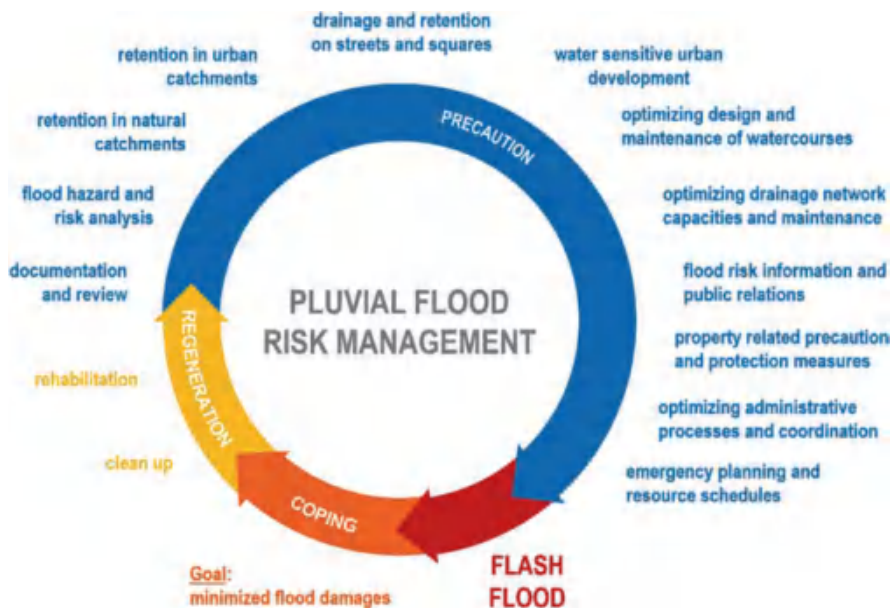 drainage and retention
on streets and squares
retention in urban
catchments
water sensitive urban
development
retention in natural
catchments
PRECAUTION
optimizing design and
maintenance of watercourses
flood hazard and
risk analysis
optimizing drainage network
capacities and maintenance
documentation
and review
flood risk information and
public relations
PLUVIAL FLOOD
RISK MANAGEMENT
REGENERATION
property related precaution
and protection measures
rehabilitation
optimizing administrative
processes and coordination
clean up
emergency planning and
resource schedules
COPING
Goal:
minimized flood damages
FLASH
FLOOD